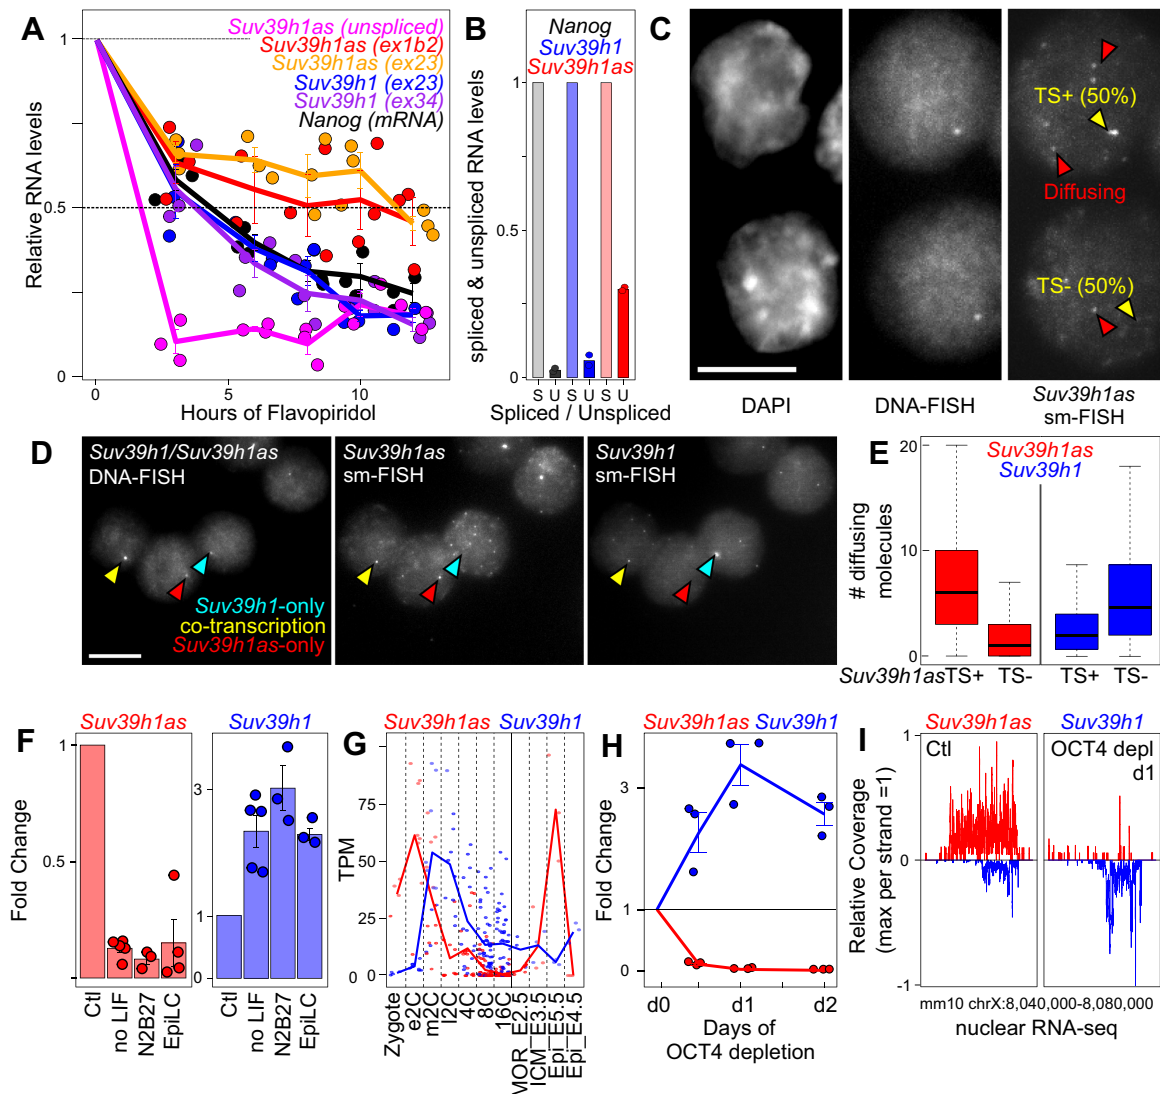 A
Suv39h1as (unspliced)
Suv39h1as (ex1b2)
Suv39h1as (ex23)
Suv39h1 (ex23)
Suv39h1 (ex34)
Nanog (mRNA)
Relative RNA levels
1
0.5
0
0
5
10
Hours of Flavopiridol
B
Nanog
Suv39h1
Suv39h1as
spliced & unspliced RNA levels
1
0.5
0
S U S U S U
Spliced / Unspliced
C
TS+ (50%)
Diffusing
TS- (50%)
DAPI
DNA-FISH
Suv39h1as
sm-FISH
D
Suv39h1/Suv39h1as
DNA-FISH
Suv39h1as
sm-FISH
Suv39h1
sm-FISH
Suv39h1-only
co-transcription
Suv39h1as-only
E
Suv39h1as
Suv39h1
# diffusing
molecules
20
10
0
Suv39h1as TS+ TS- TS+ TS-
F
Suv39h1as
Suv39h1
Fold Change
1
0.5
3
1
0
Ctl
no LIF
N2B27
EpiLC
Ctl
no LIF
N2B27
EpiLC
G
Suv39h1as
Suv39h1
TPM
75
50
25
0
Zygote
e2C
m2C
l2C
4C
8C
16C
MOR_E2.5
ICM_E3.5
Epi_E5.5
Epi_E4.5
H
Suv39h1as
Suv39h1
Fold Change
3
1
0
d0
d1
d2
Days of
OCT4 depletion
I
Suv39h1as
Suv39h1
Ctl
OCT4 depl
d1
Relative Coverage
(max per strand =1)
1
0
-1
mm10 chrX:8,040,000-8,080,000
nuclear RNA-seq